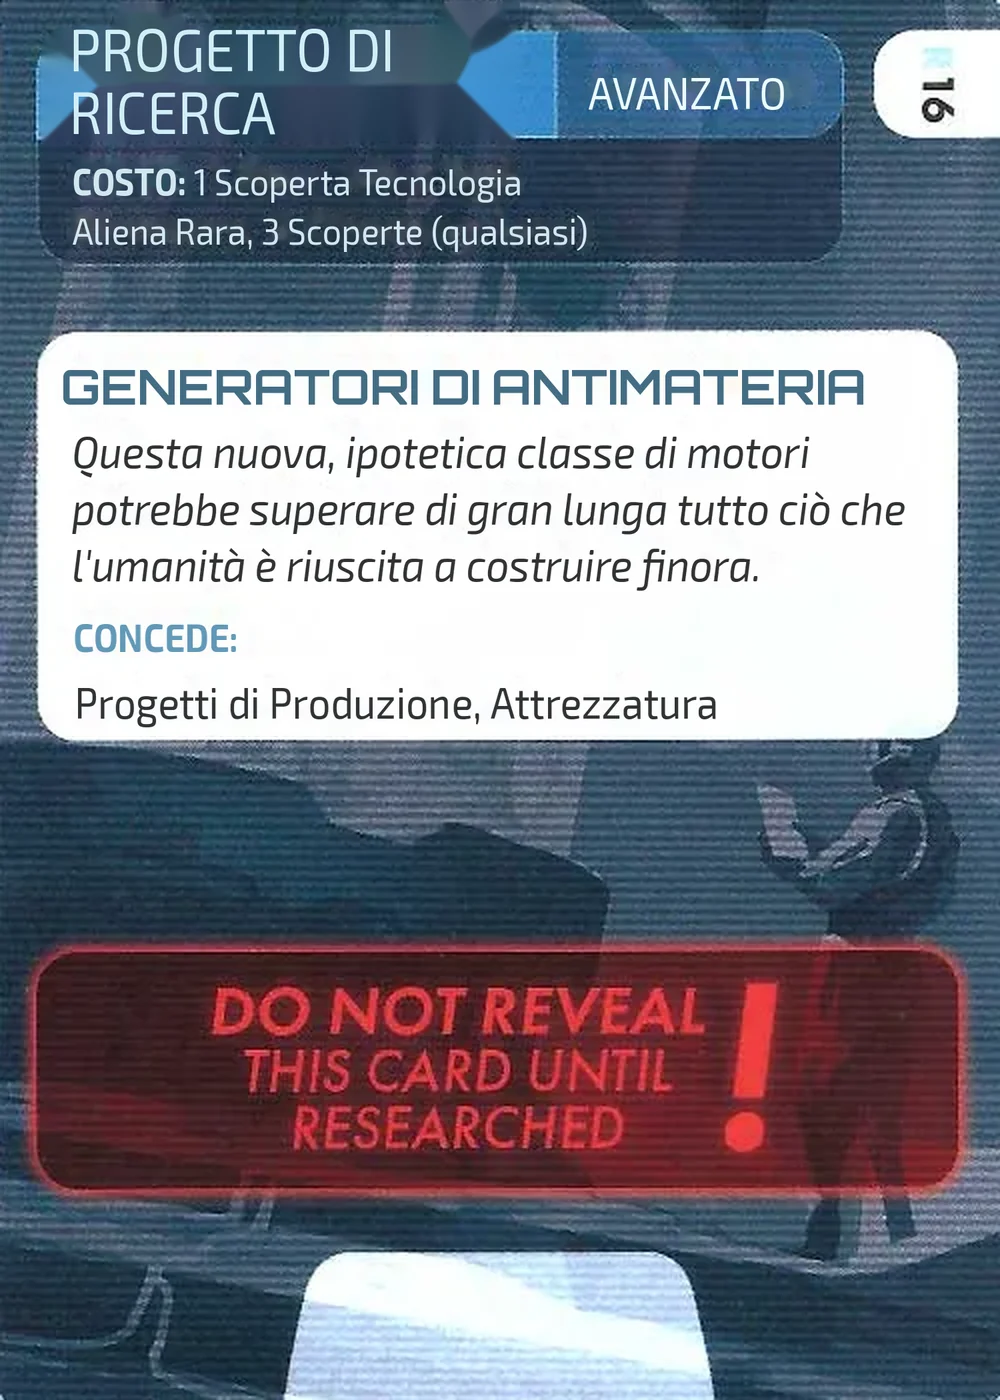 PROGETTO DI
RICERCA
AVANZATO
16
COSTO: 1 Scoperta Tecnologia
Aliena Rara, 3 Scoperte (qualsiasi)
GENERATORI DI ANTIMATERIA
Questa nuova, ipotetica classe di motori
potrebbe superare di gran lunga tutto ciò che
l'umanità è riuscita a costruire finora.
CONCEDE:
Progetti di Produzione, Attrezzatura
DO NOT REVEAL
THIS CARD UNTIL
RESEARCHED
!